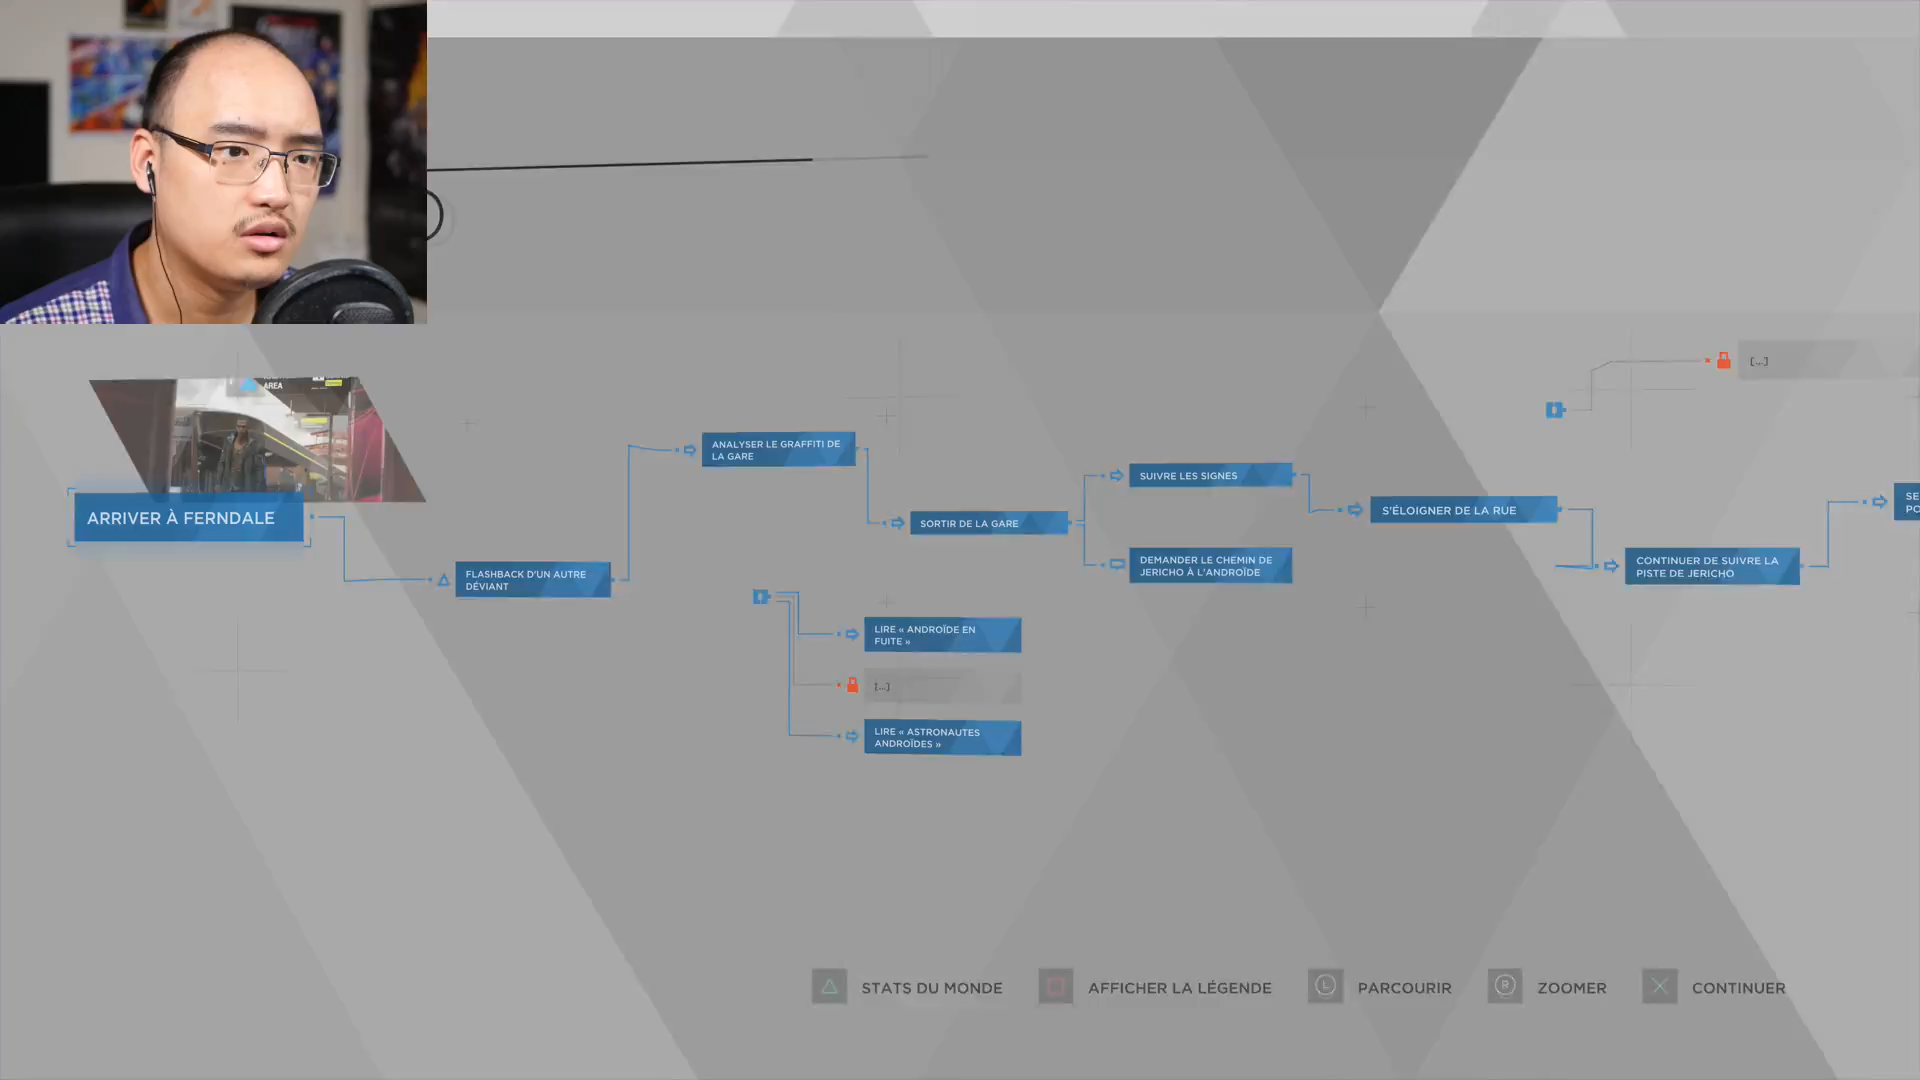 AREA
ARRIVER À FERNDALE
FLASHBACK D'UN AUTRE
DÉVIANT
ANALYSER LE GRAFFITI DE
LA GARE
SORTIR DE LA GARE
LIRE « ANDROÏDE EN
FUITE »
[...]
LIRE « ASTRONAUTES
ANDROÏDES »
SUIVRE LES SIGNES
DEMANDER LE CHEMIN DE
JERICHO À L'ANDROÏDE
S'ÉLOIGNER DE LA RUE
[...]
CONTINUER DE SUIVRE LA
PISTE DE JERICHO
SE
PO
STATS DU MONDE
AFFICHER LA LÉGENDE
L
PARCOURIR
R
ZOOMER
CONTINUER